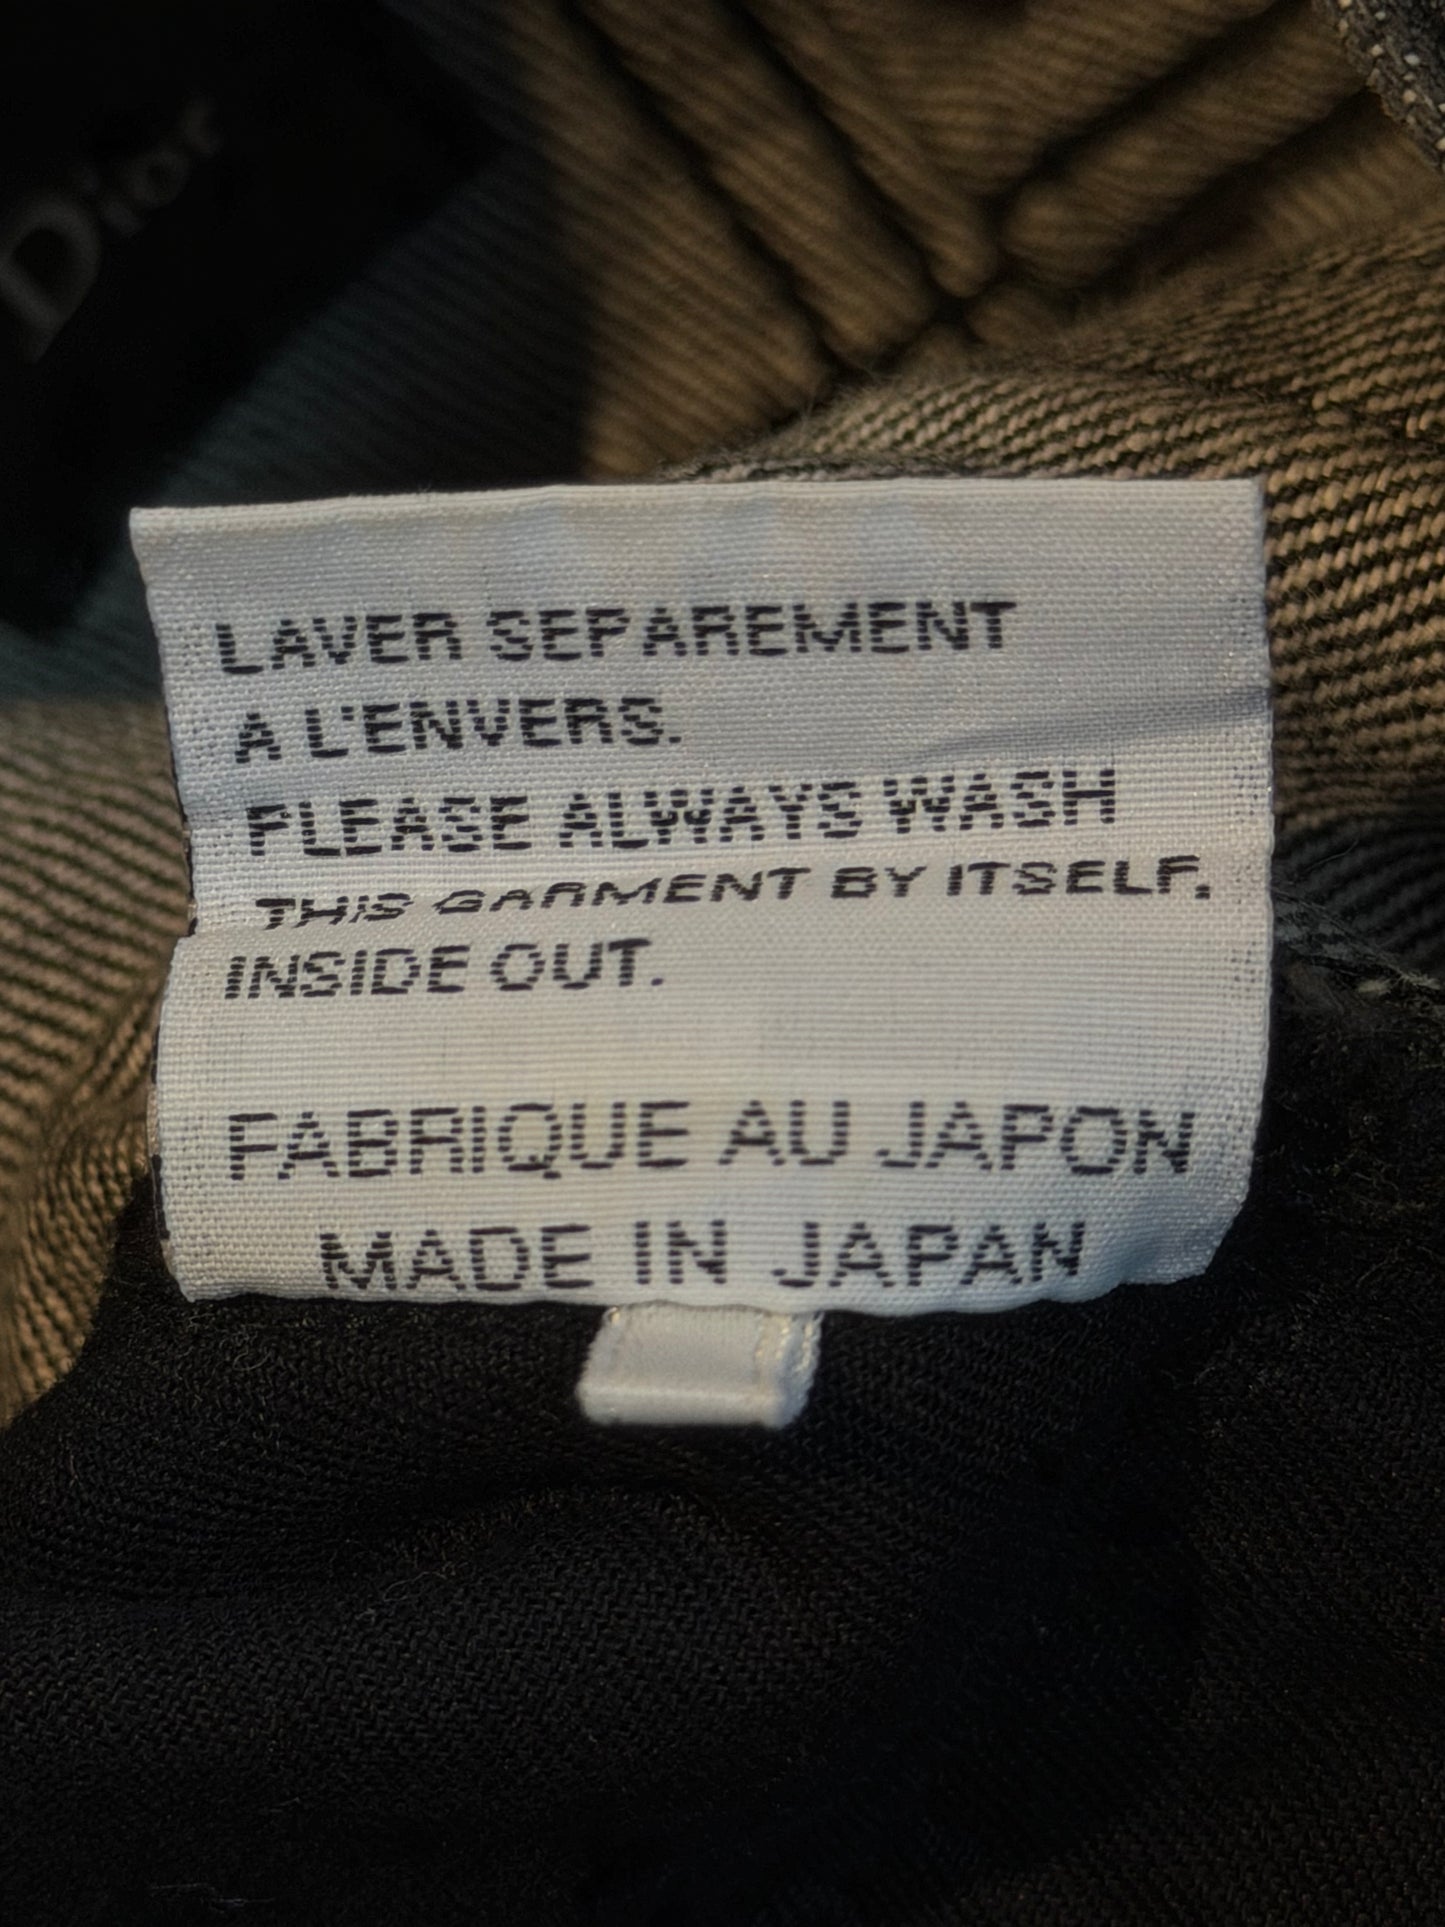 Dior
LAVER SEPAREMENT
A L'ENVERS.
PLEASE ALWAYS WASH
THIS GARMENT BY ITSELF,
INSIDE OUT.
FABRIQUE AU JAPON
MADE IN JAPAN